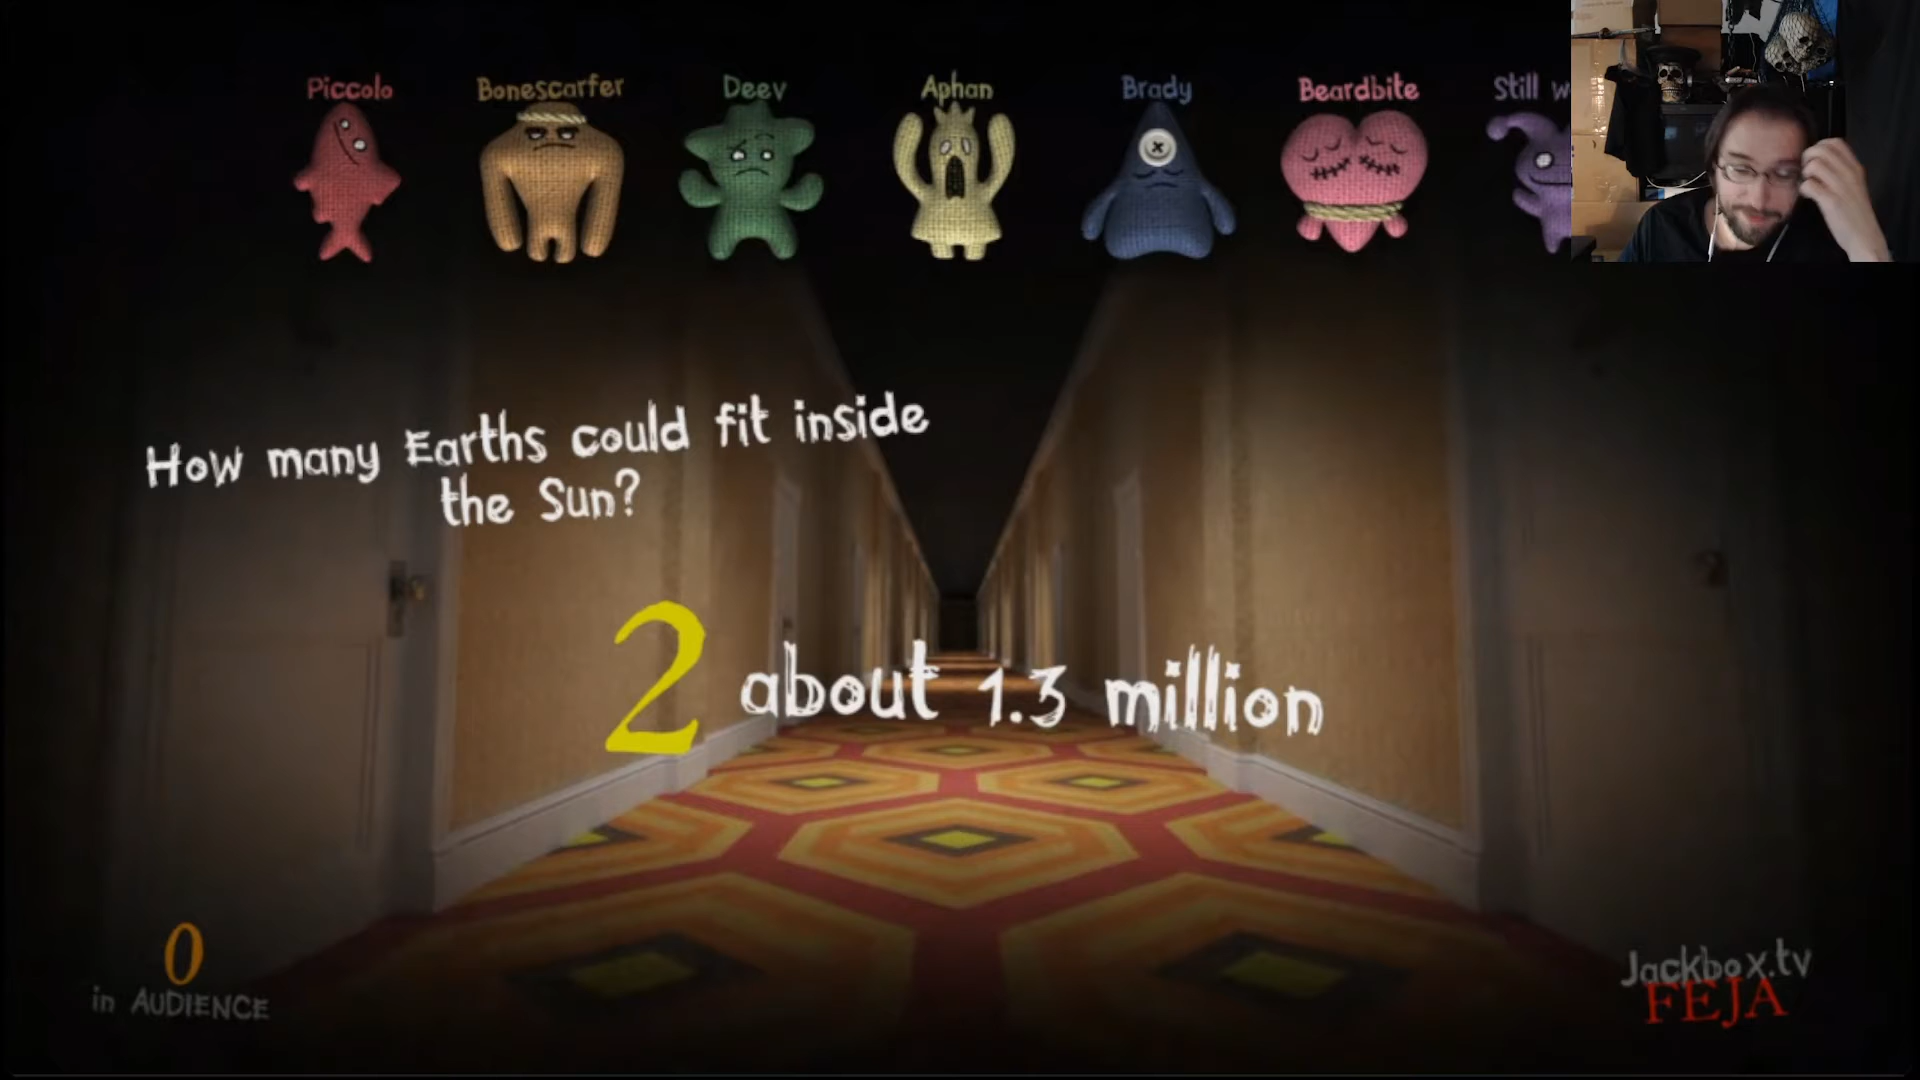 Piccolo
Bonescarfer
Deev
Aphan
Brady
Beardbite
Still
How many Earths could fit inside
the Sun?
2 about 1.3 million
0
in AUDIENCE
Jackbox.tv
FEJA